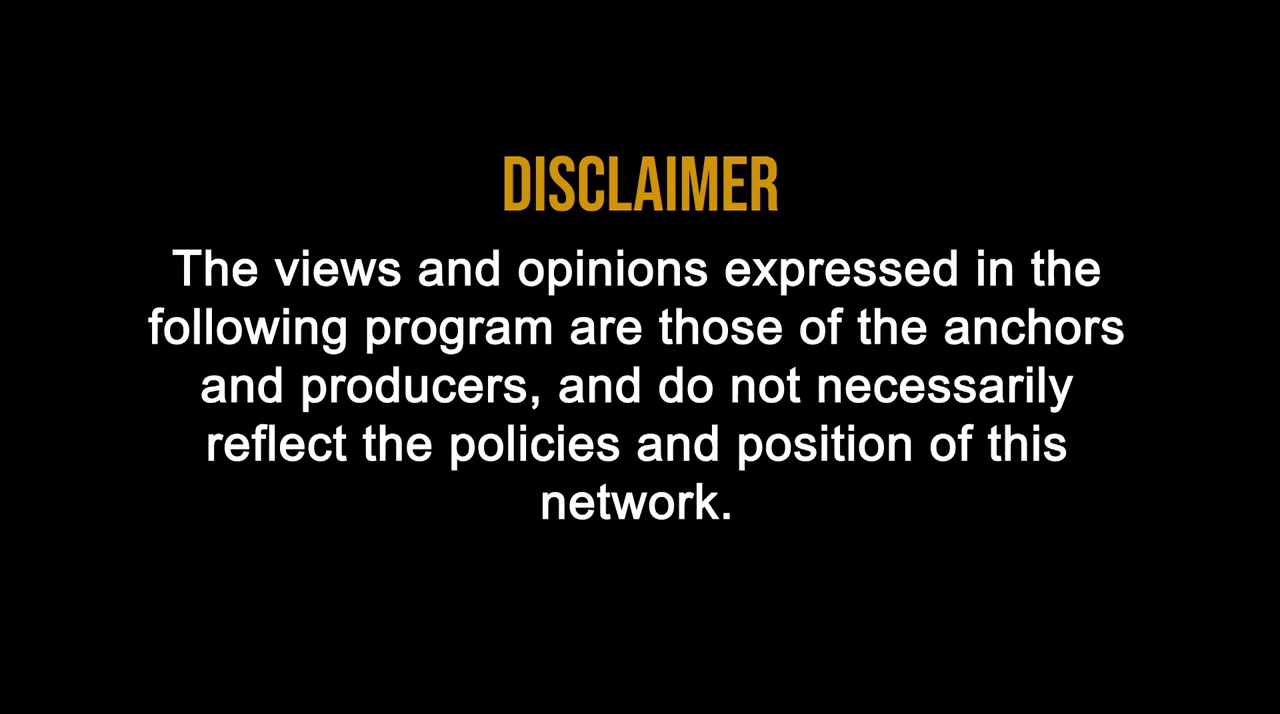 DISCLAIMER
The views and opinions expressed in the
following program are those of the anchors
and producers, and do not necessarily
reflect the policies and position of this
network.